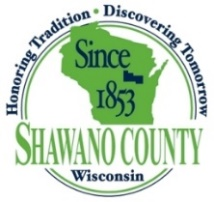 Honoring Tradition • Discovering Tomorrow
Since
1853
SHAWANO COUNTY
Wisconsin